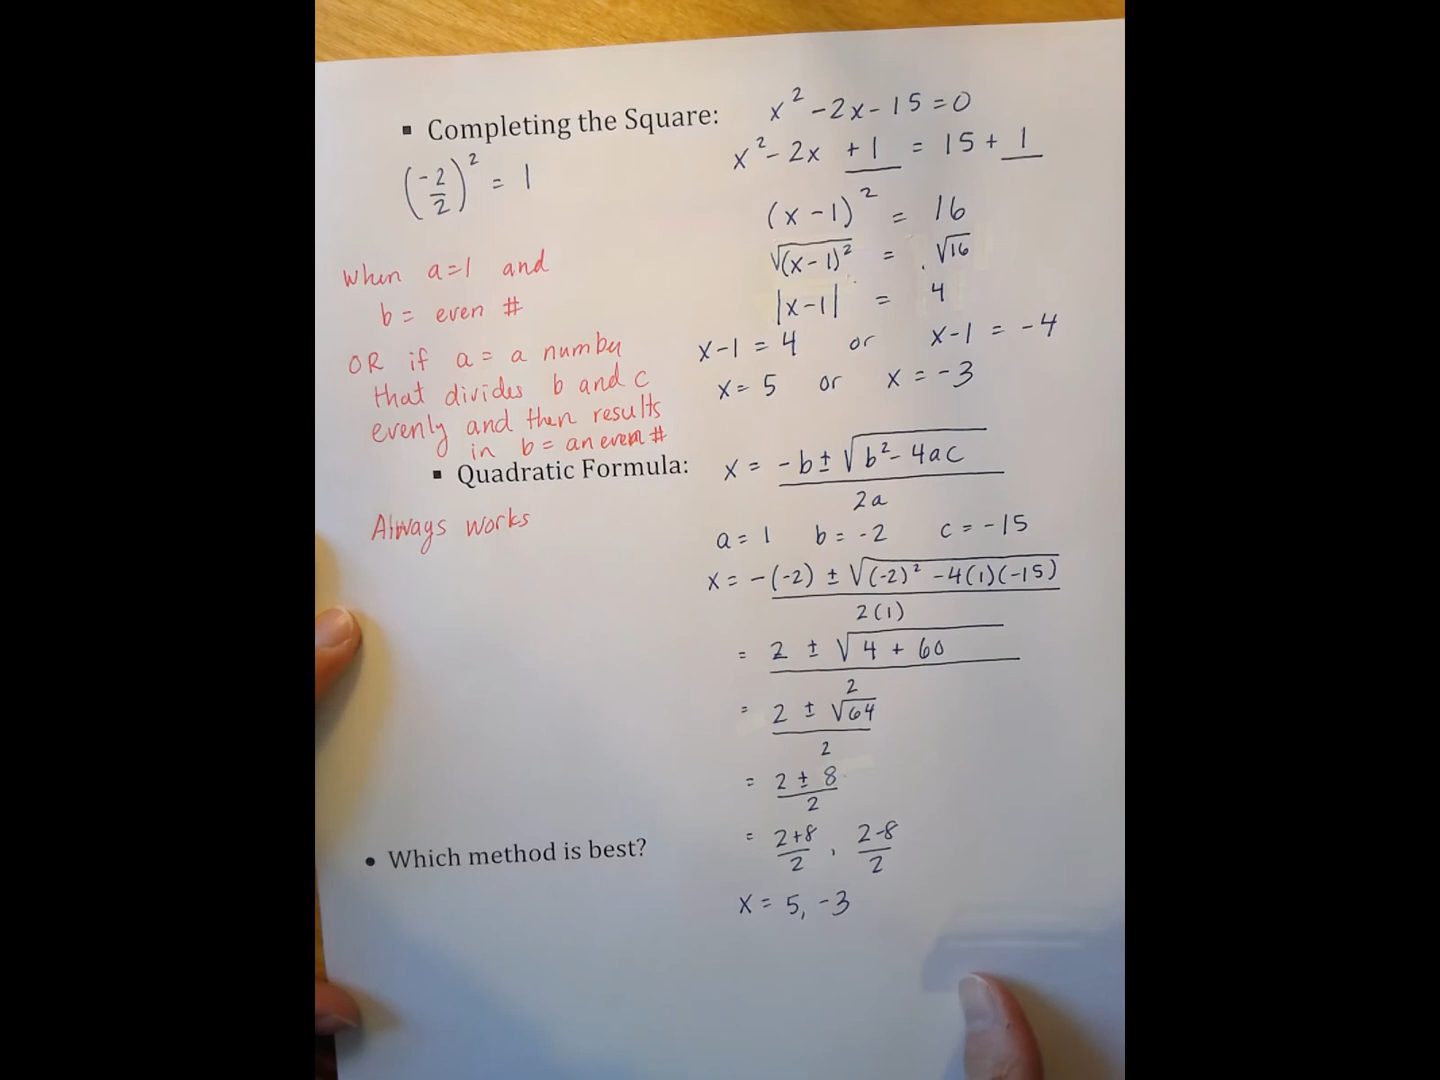 ▪ Completing the Square: x² - 2x - 15 = 0
x² - 2x + 1 = 15 + 1
(-2/2)² = 1
(x - 1)² = 16
√(x - 1)² = √16
|x - 1| = 4
x - 1 = 4 or x - 1 = -4
x = 5 or x = -3
When a = 1 and
b = even #
OR if a = a number
that divides b and c
evenly and then results
in b = an even #
▪ Quadratic Formula: x = -b ± √b² - 4ac / 2a
Always works
a = 1 b = -2 c = -15
x = -(-2) ± √(-2)² - 4(1)(-15) / 2(1)
= 2 ± √4 + 60 / 2
= 2 ± √64 / 2
= 2 ± 8 / 2
= 2+8/2 , 2-8/2
x = 5, -3
• Which method is best?